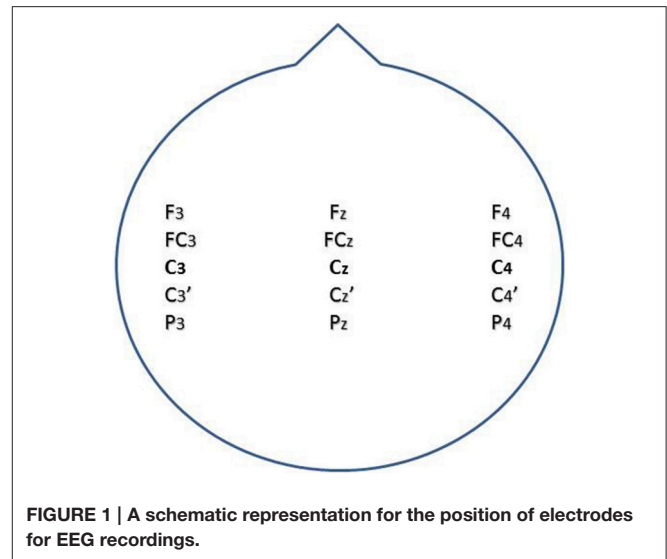 F3 Fz F4
FC3 FCz FC4
C3 Cz C4
C3′ Cz′ C4′
P3 Pz P4
FIGURE 1 | A schematic representation for the position of electrodes
for EEG recordings.